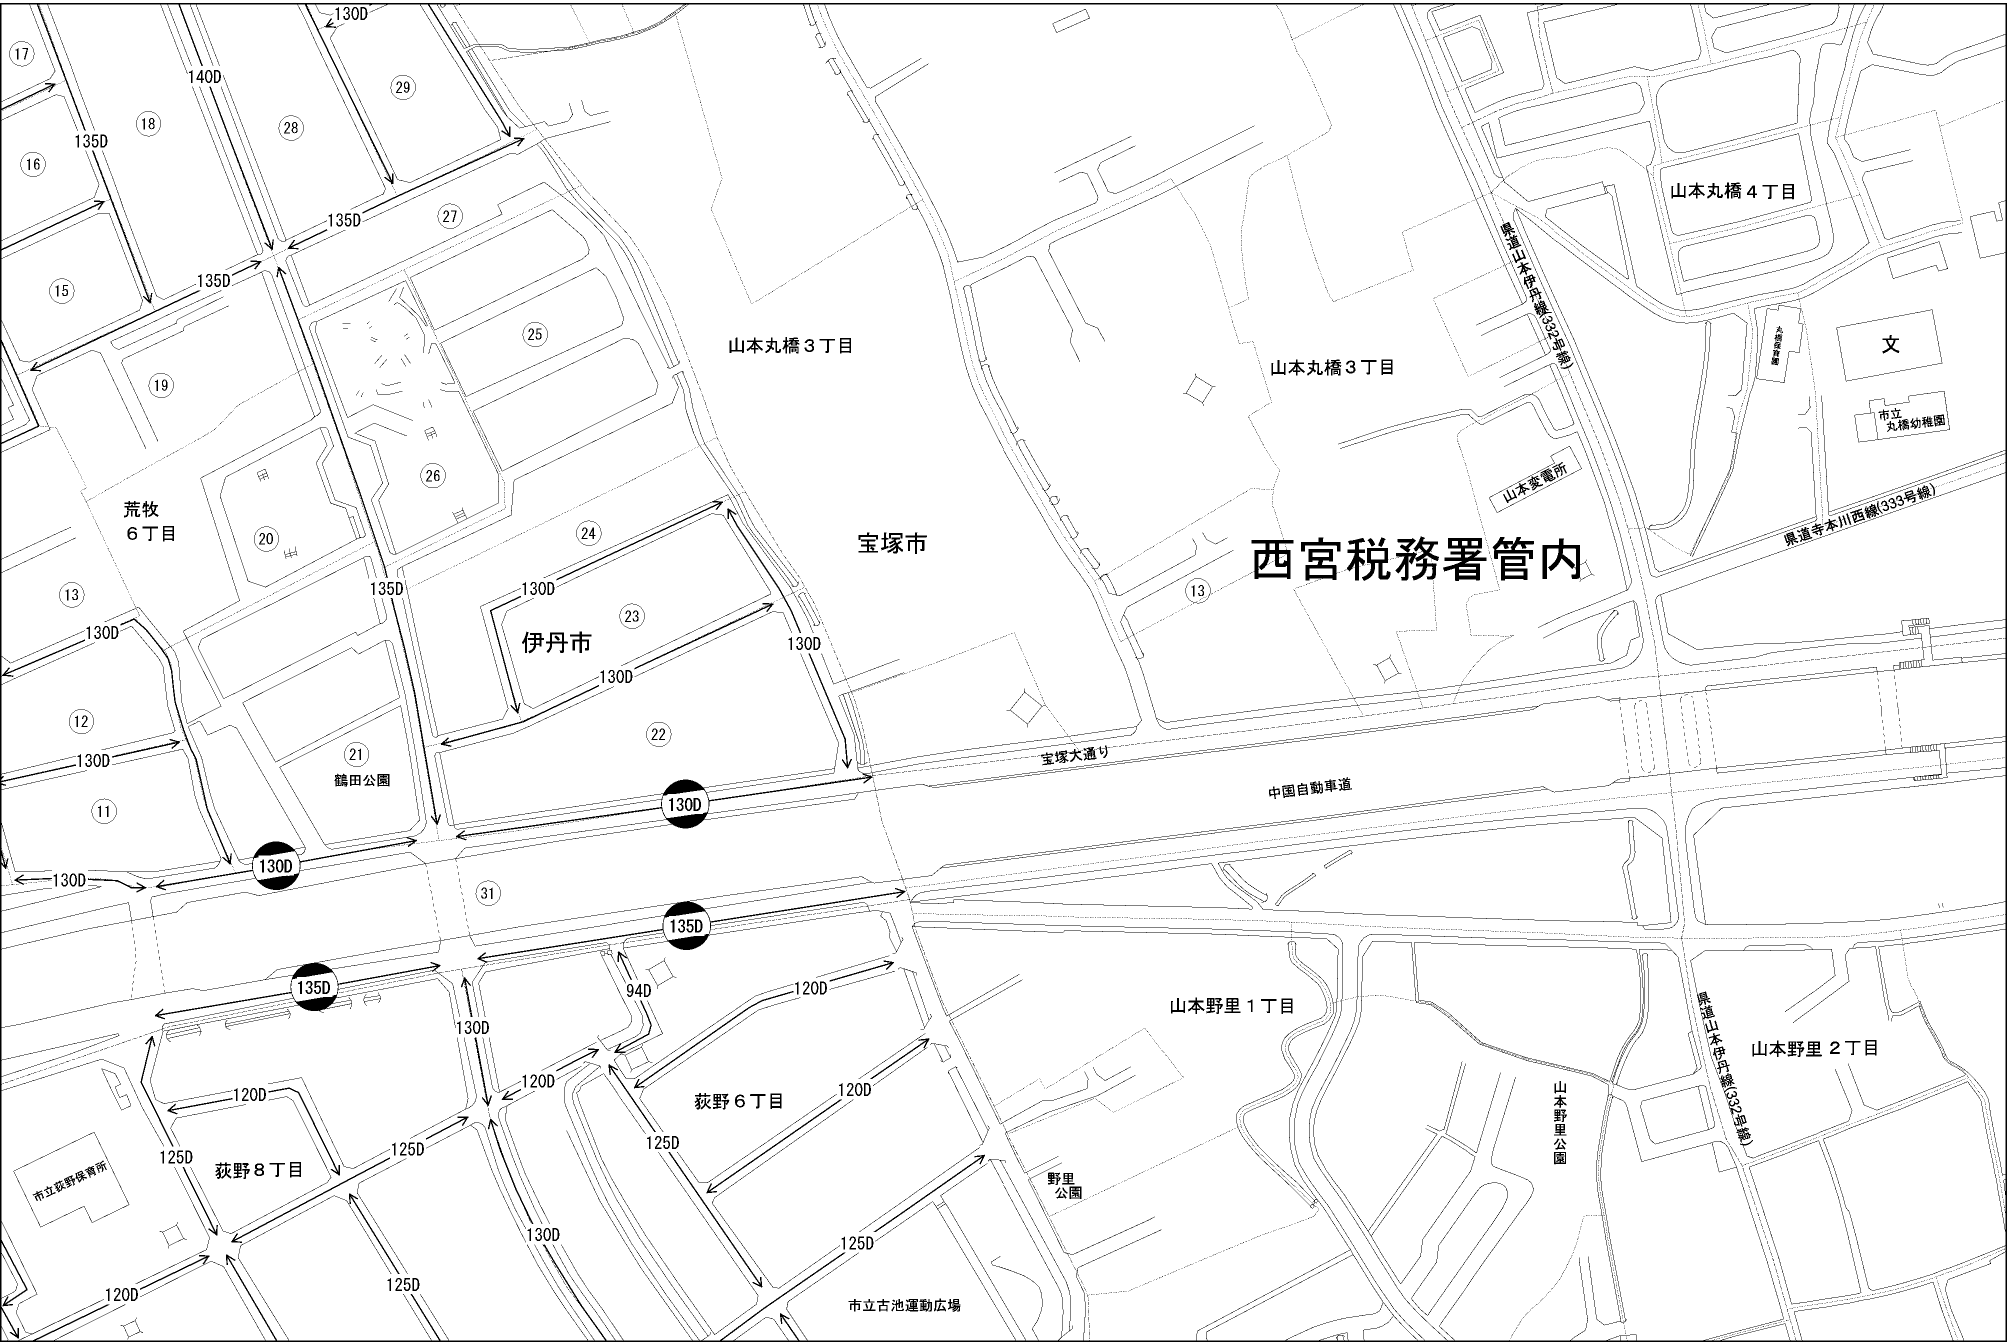 130D
17
140D
29
18
28
135D
16
山本丸橋４丁目
27
135D
県道山本伊丹線(332号線)
135D
15
25
山本丸橋３丁目
丸橋保育園
文
山本丸橋３丁目
19
市立
丸橋幼稚園
26
山本変電所
荒牧
６丁目
県道寺本川西線(333号線)
20
24
宝塚市
西宮税務署管内
135D
130D
13
13
23
130D
伊丹市
130D
130D
12
22
21
宝塚大通り
130D
鶴田公園
中国自動車道
130D
11
130D
130D
31
135D
135D
94D
120D
山本野里１丁目
県道山本伊丹線(332号線)
130D
山本野里２丁目
120D
120D
120D
荻野６丁目
山本野里公園
125D
125D
125D
荻野８丁目
市立荻野保育所
野里
公園
130D
125D
125D
120D
市立古池運動広場